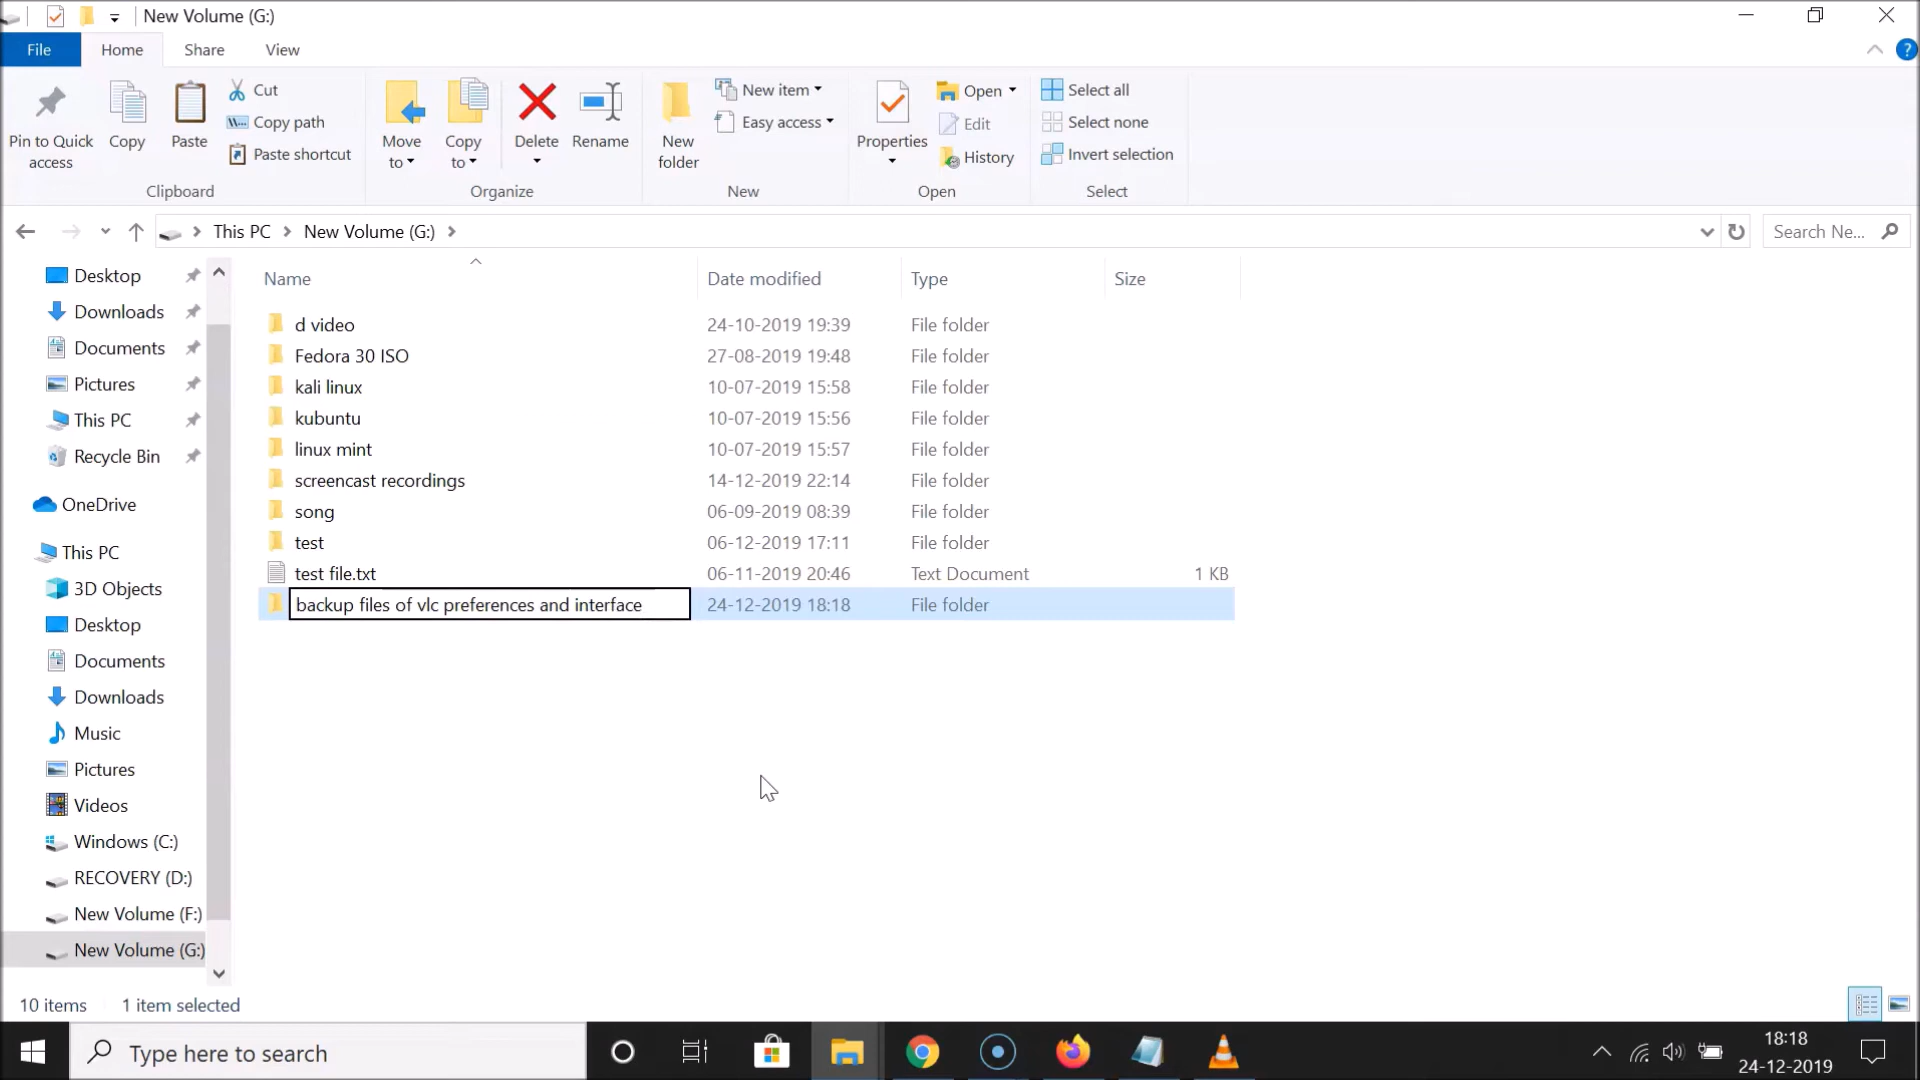 New Volume (G:)
File Home Share View
Pin to Quick access
Copy
Paste
Cut
Copy path
Paste shortcut
Clipboard
Move to
Copy to
Delete
Rename
Organize
New folder
New item
Easy access
New
Properties
Open
Edit
History
Open
Select all
Select none
Invert selection
Select
This PC New Volume (G:)
Search Ne...
Desktop
Downloads
Documents
Pictures
This PC
Recycle Bin
OneDrive
This PC
3D Objects
Desktop
Documents
Downloads
Music
Pictures
Videos
Windows (C:)
RECOVERY (D:)
New Volume (F:)
New Volume (G:)
Name Date modified Type Size
d video 24-10-2019 19:39 File folder
Fedora 30 ISO 27-08-2019 19:48 File folder
kali linux 10-07-2019 15:58 File folder
kubuntu 10-07-2019 15:56 File folder
linux mint 10-07-2019 15:57 File folder
screencast recordings 14-12-2019 22:14 File folder
song 06-09-2019 08:39 File folder
test 06-12-2019 17:11 File folder
test file.txt 06-11-2019 20:46 Text Document 1 KB
backup files of vlc preferences and interface 24-12-2019 18:18 File folder
10 items 1 item selected
Type here to search
18:18
24-12-2019